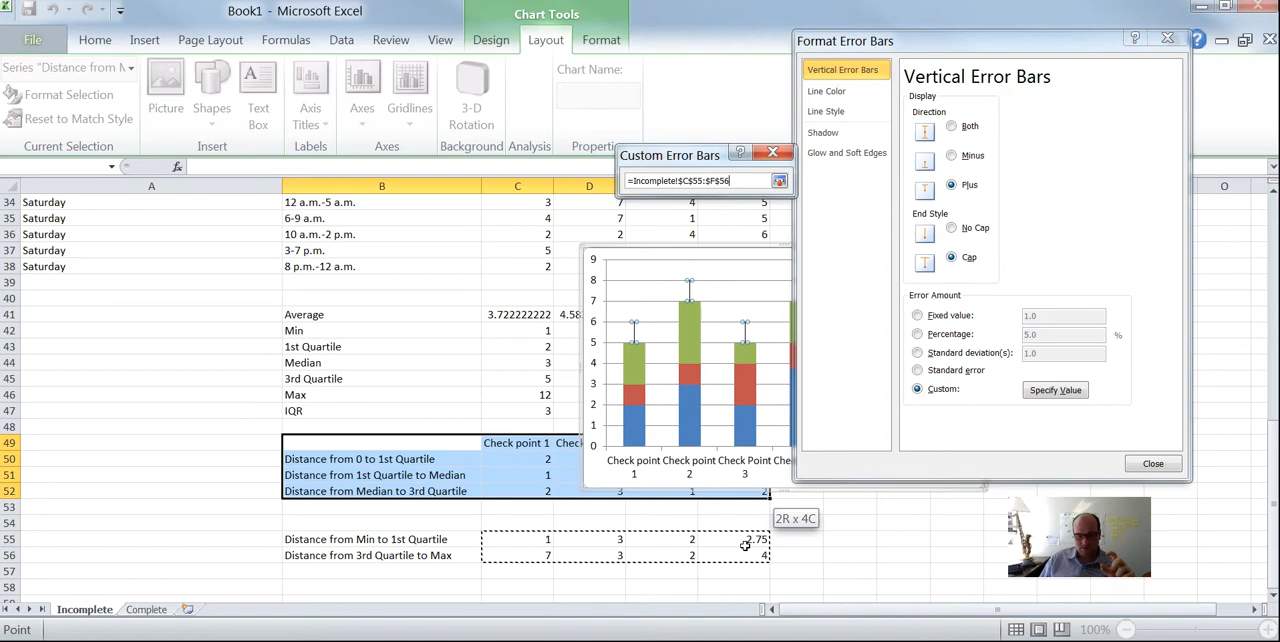 Book1 - Microsoft Excel
Chart Tools
File Home Insert Page Layout Formulas Data Review View Design Layout Format
Series "Distance from M
Format Selection
Reset to Match Style
Current Selection
Picture
Shapes
Text Box
Insert
Axis Titles
Labels
Axes
Gridlines
Axes
3-D Rotation
Background
Analysis
Chart Name:
Propert
Custom Error Bars
=Incomplete!$C$55:$F$56
Format Error Bars
Vertical Error Bars
Line Color
Line Style
Shadow
Glow and Soft Edges
Vertical Error Bars
Display
Direction
Both
Minus
Plus
End Style
No Cap
Cap
Error Amount
Fixed value: 1.0
Percentage: 5.0 %
Standard deviation(s): 1.0
Standard error
Custom: Specify Value
Close
fx
A B C D O
34 Saturday 12 a.m.-5 a.m. 3 7 4 5
35 Saturday 6-9 a.m. 4 7 1 5
36 Saturday 10 a.m.-2 p.m. 2 2 4 6
37 Saturday 3-7 p.m. 5
38 Saturday 8 p.m.-12 a.m. 2
39
40
41 Average 3.722222222 4.58
42 Min 1
43 1st Quartile 2
44 Median 3
45 3rd Quartile 5
46 Max 12
47 IQR 3
48
49 Check point 1 Check
50 Distance from 0 to 1st Quartile 2
51 Distance from 1st Quartile to Median 1
52 Distance from Median to 3rd Quartile 2 3 1 2
53
54
55 Distance from Min to 1st Quartile 1 3 2 2.75
56 Distance from 3rd Quartile to Max 7 3 2 4
57
58
9
8
7
6
5
4
3
2
1
0
Check point 1
Check point 2
Check Point 3
Chec
2R x 4C
Incomplete Complete
Point
100%